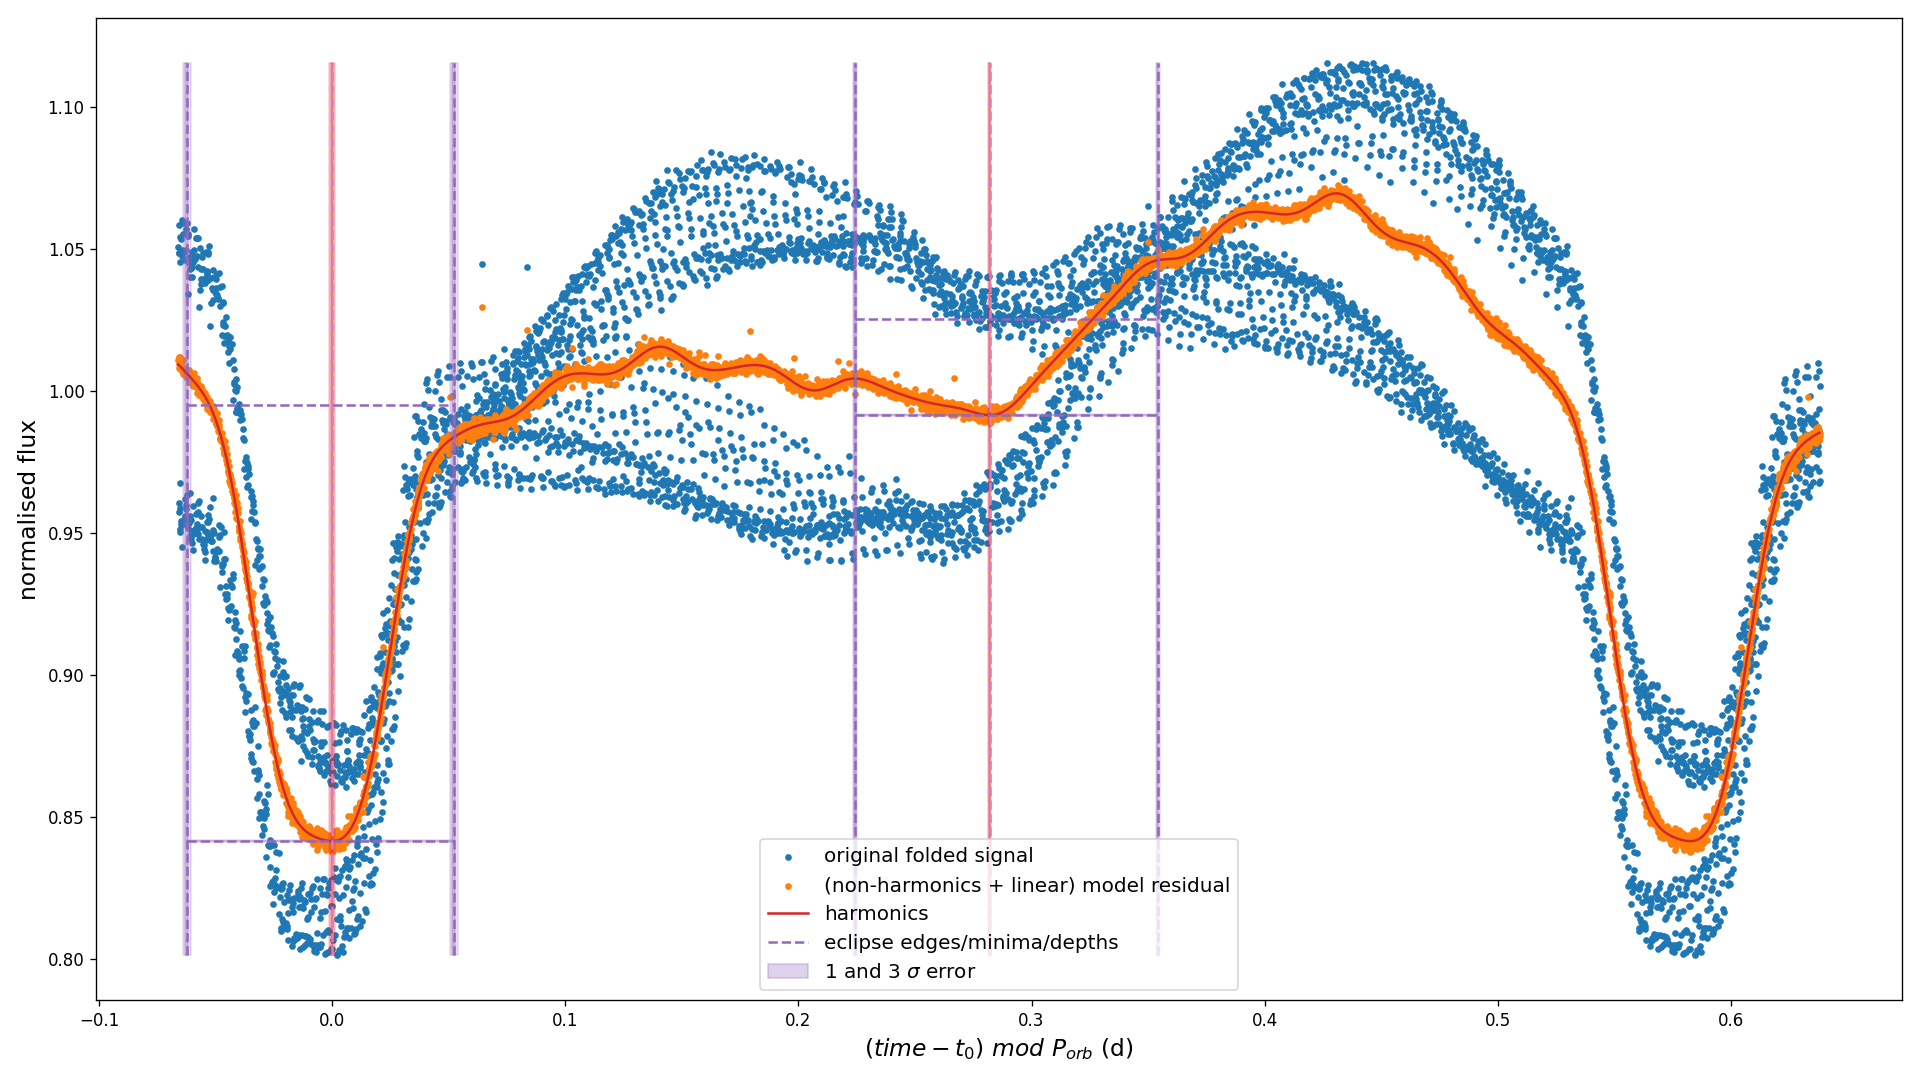 normalised flux
1.10
1.05
1.00
0.95
0.90
0.85
0.80
original folded signal
(non-harmonics + linear) model residual
harmonics
eclipse edges/minima/depths
1 and 3 σ error
−0.1 0.0 0.1 0.2 0.3 0.4 0.5 0.6
(time − t₀) mod Pₒᵣb (d)